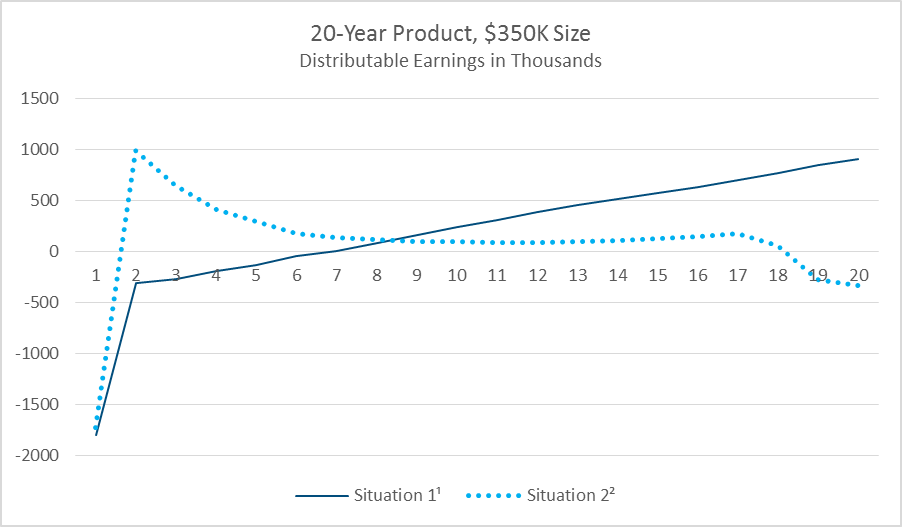 20-Year Product, $350K Size
Distributable Earnings in Thousands
1500
1000
500
0
1 2 3 4 5 6 7 8 9 10 11 12 13 14 15 16 17 18 19 20
-500
-1000
-1500
-2000
Situation 1¹ Situation 2²